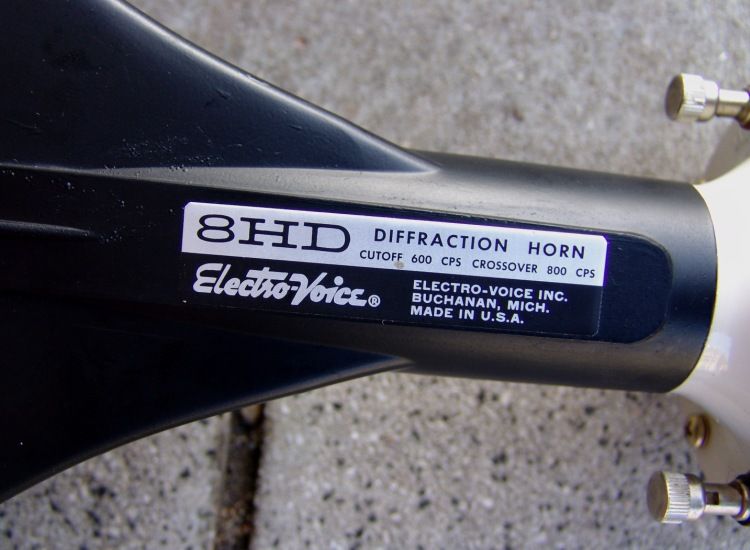 8HD DIFFRACTION HORN
CUTOFF 600 CPS CROSSOVER 800 CPS
Electro-Voice®
ELECTRO-VOICE INC.
BUCHANAN, MICH.
MADE IN U.S.A.